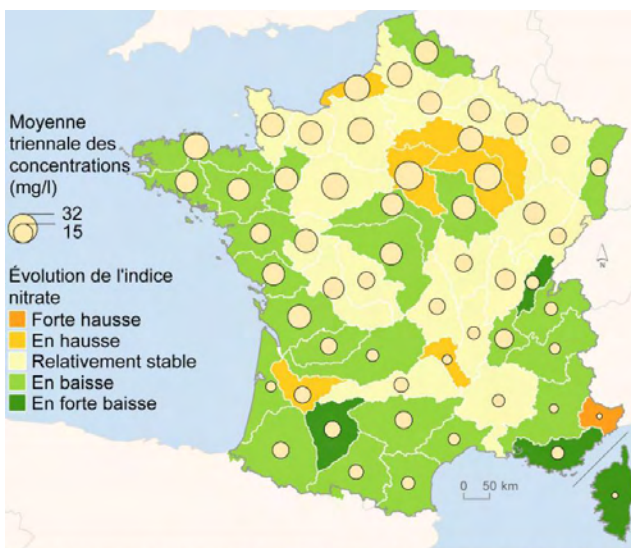 Moyenne
triennale des
concentrations
(mg/l)
32
15
Évolution de l'indice
nitrate
Forte hausse
En hausse
Relativement stable
En baisse
En forte baisse
N
0 50 km